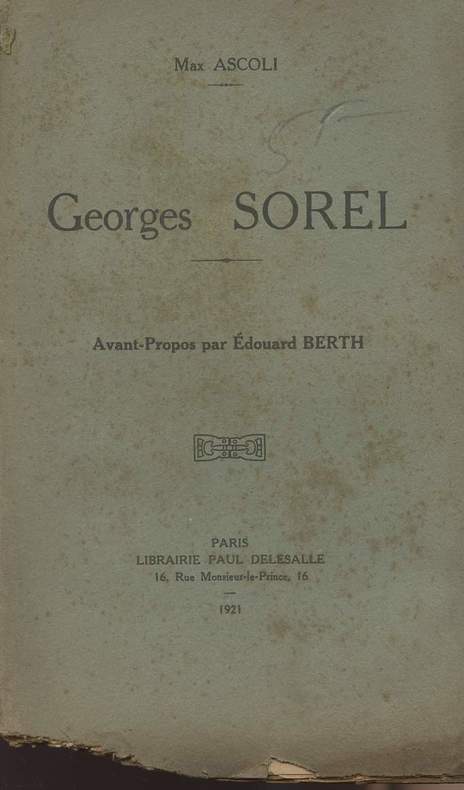 Max ASCOLI
Georges SOREL
Avant-Propos par Édouard BERTH
PARIS
LIBRAIRIE PAUL DELESALLE
16, Rue Monsieur-le-Prince, 16
1921